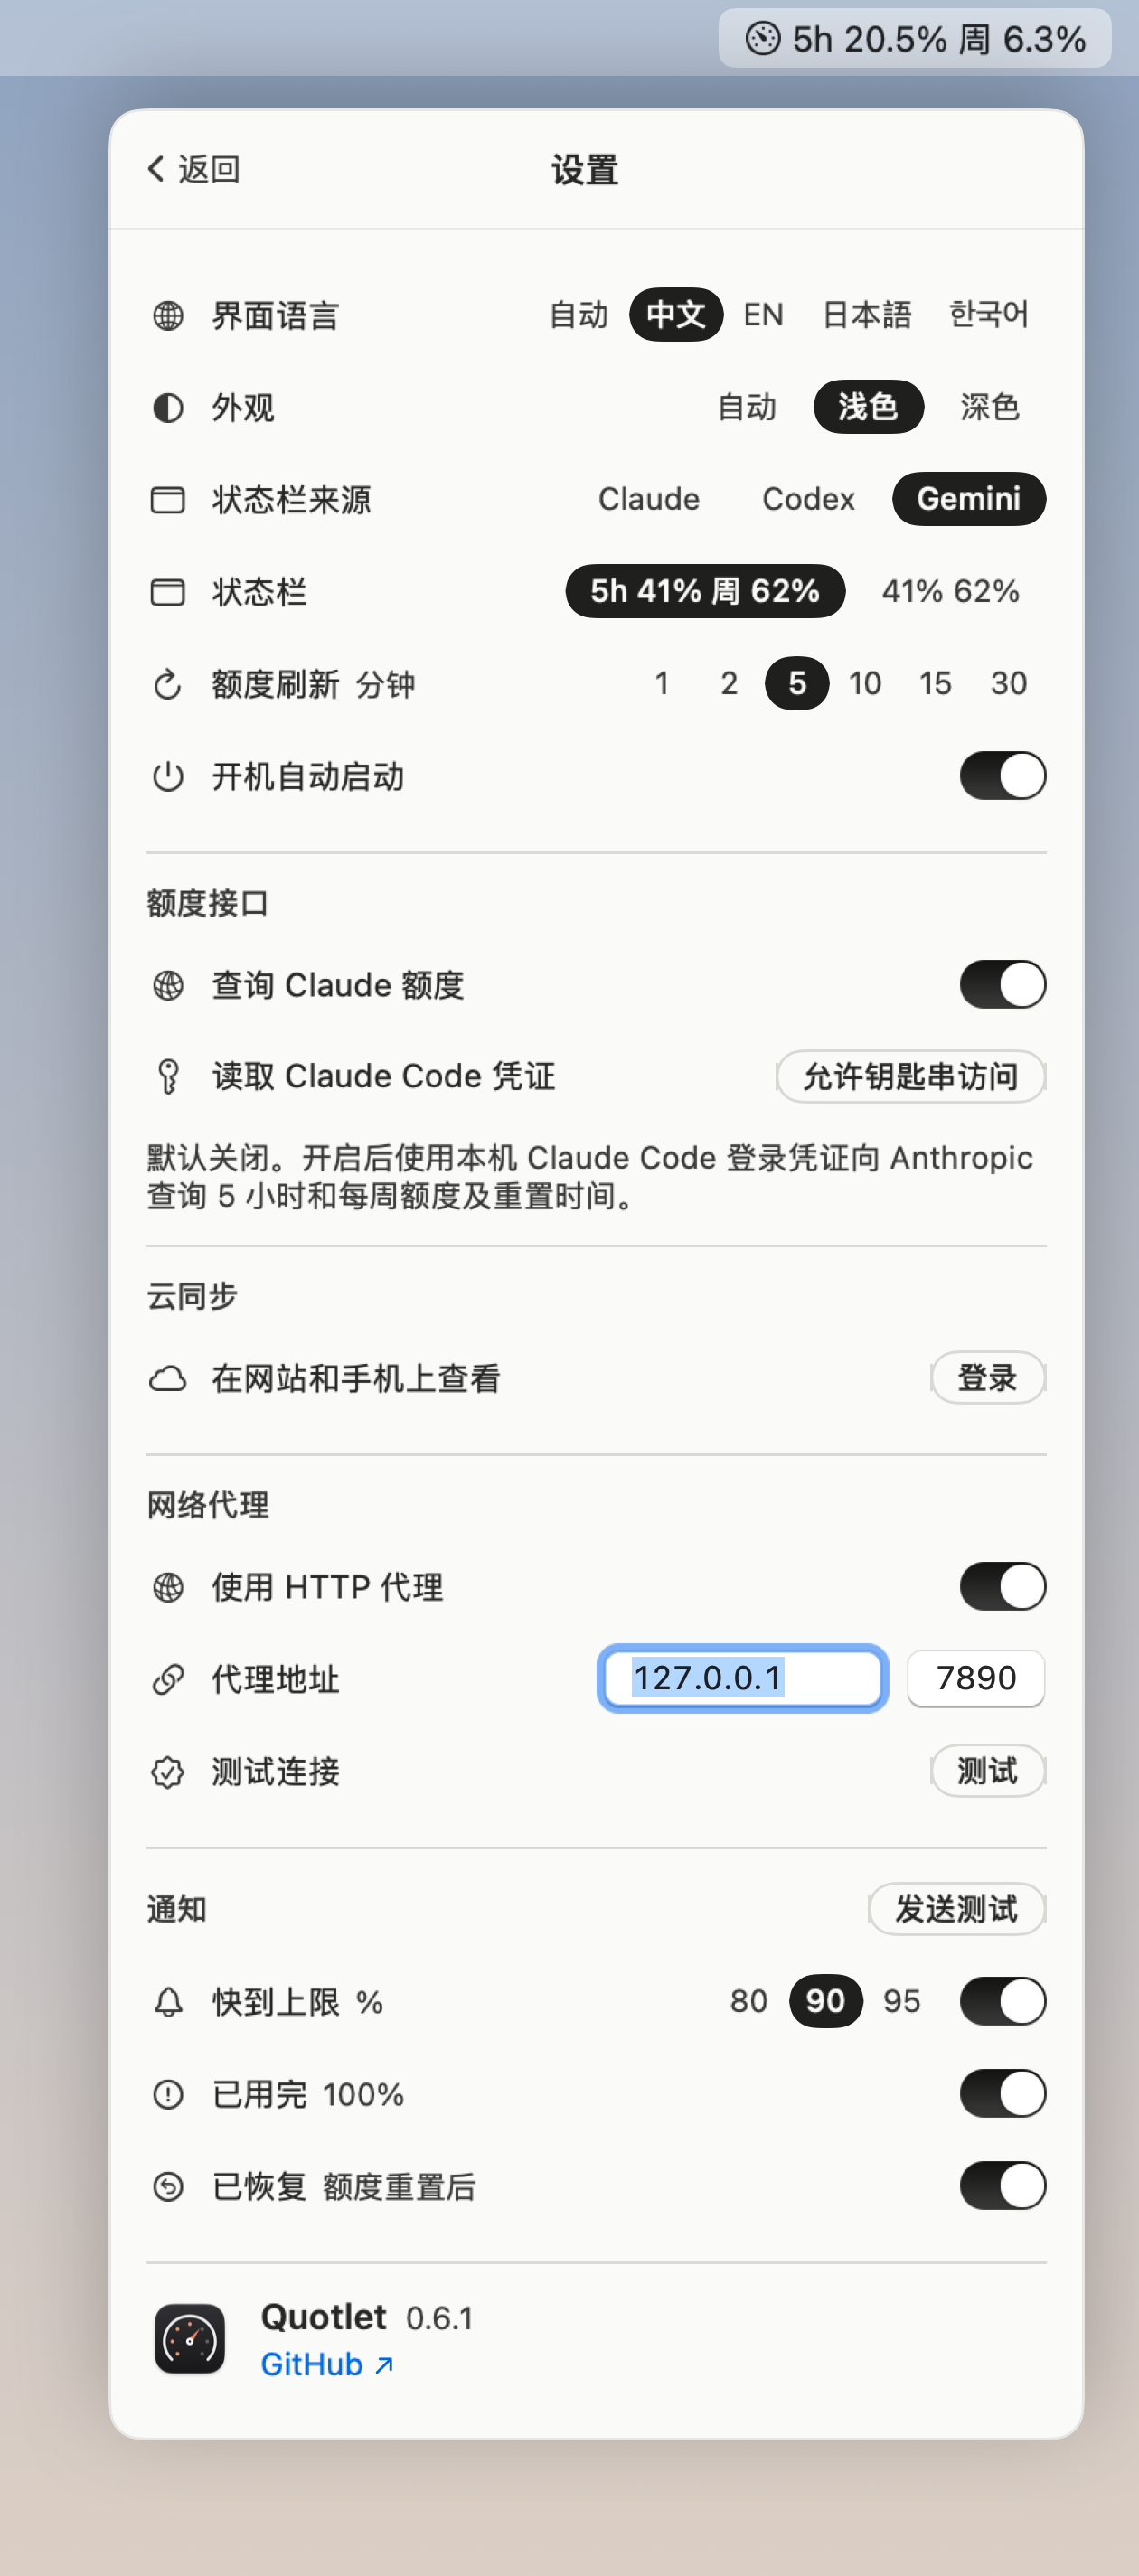 5h 20.5% 周 6.3%
返回 设置
界面语言 自动 中文 EN 日本語 한국어
外观 自动 浅色 深色
状态栏来源 Claude Codex Gemini
状态栏 5h 41% 周 62% 41% 62%
额度刷新 分钟 1 2 5 10 15 30
开机自动启动
额度接口
查询 Claude 额度
读取 Claude Code 凭证 允许钥匙串访问
默认关闭。开启后使用本机 Claude Code 登录凭证向 Anthropic
查询 5 小时和每周额度及重置时间。
云同步
在网站和手机上查看 登录
网络代理
使用 HTTP 代理
代理地址 127.0.0.1 7890
测试连接 测试
通知 发送测试
快到上限 % 80 90 95
已用完 100%
已恢复 额度重置后
Quotlet 0.6.1
GitHub ↗